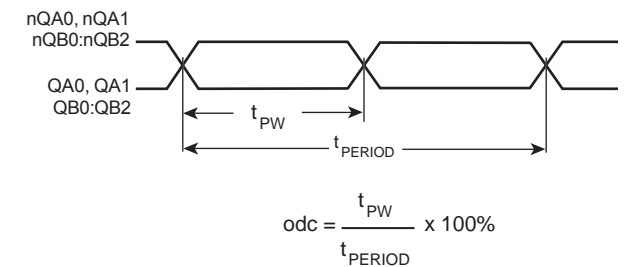 nQA0, nQA1
nQB0:nQB2
QA0, QA1
QB0:QB2
tPW
tPERIOD
tPW
odc = x 100%
tPERIOD